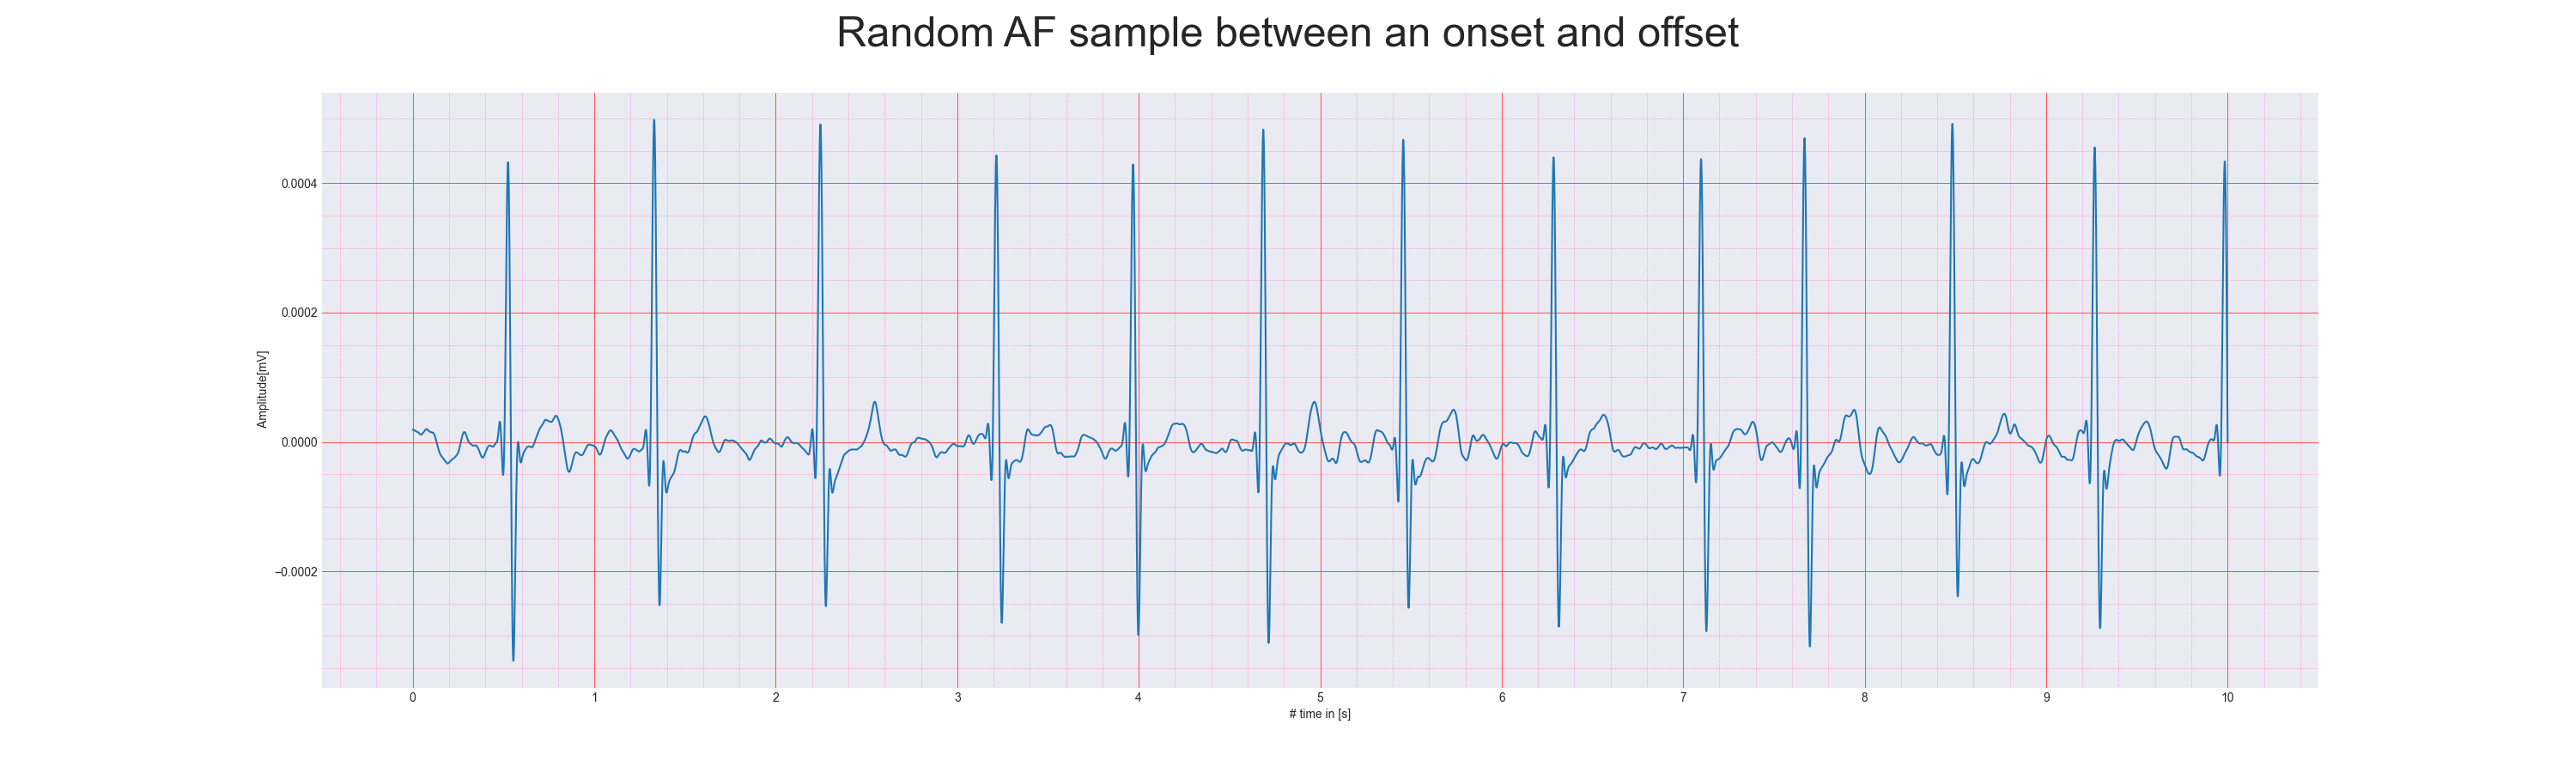 Random AF sample between an onset and offset
0.0004
0.0002
0.0000
−0.0002
Amplitude[mV]
0 1 2 3 4 5 6 7 8 9 10
# time in [s]